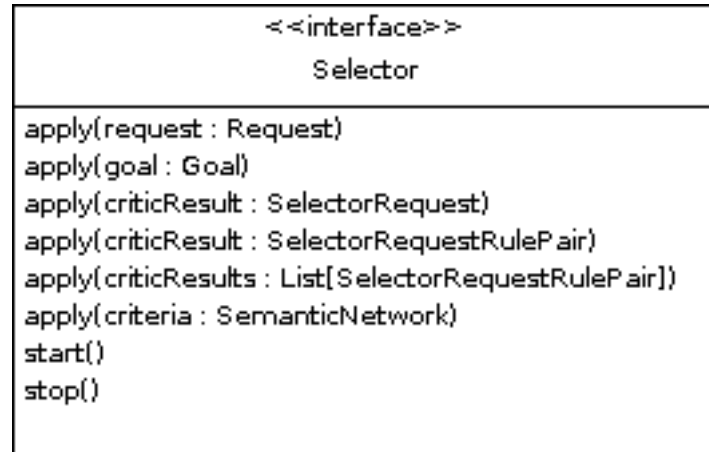 <<interface>>
Selector
apply(request : Request)
apply(goal : Goal)
apply(criticResult : SelectorRequest)
apply(criticResult : SelectorRequestRulePair)
apply(criticResults : List[SelectorRequestRulePair])
apply(criteria : SemanticNetwork)
start()
stop()